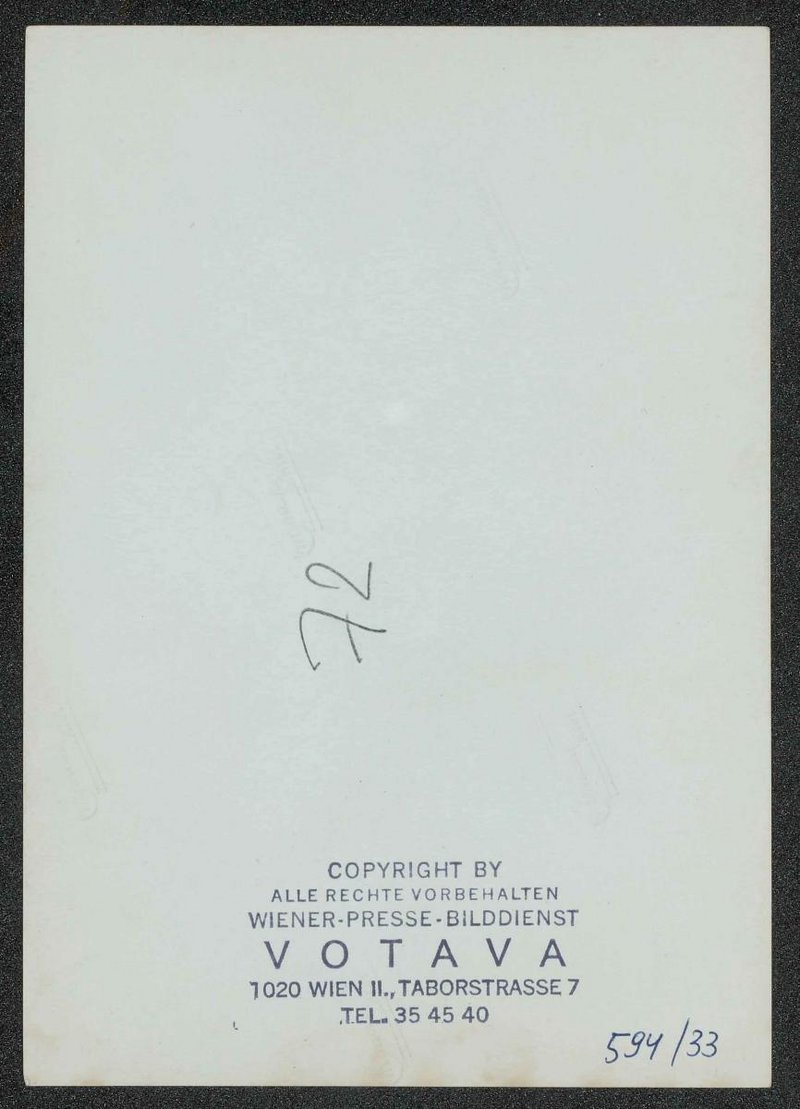 72
COPYRIGHT BY
ALLE RECHTE VORBEHALTEN
WIENER-PRESSE-BILDDIENST
VOTAVA
1020 WIEN II., TABORSTRASSE 7
TEL. 35 45 40
594/33